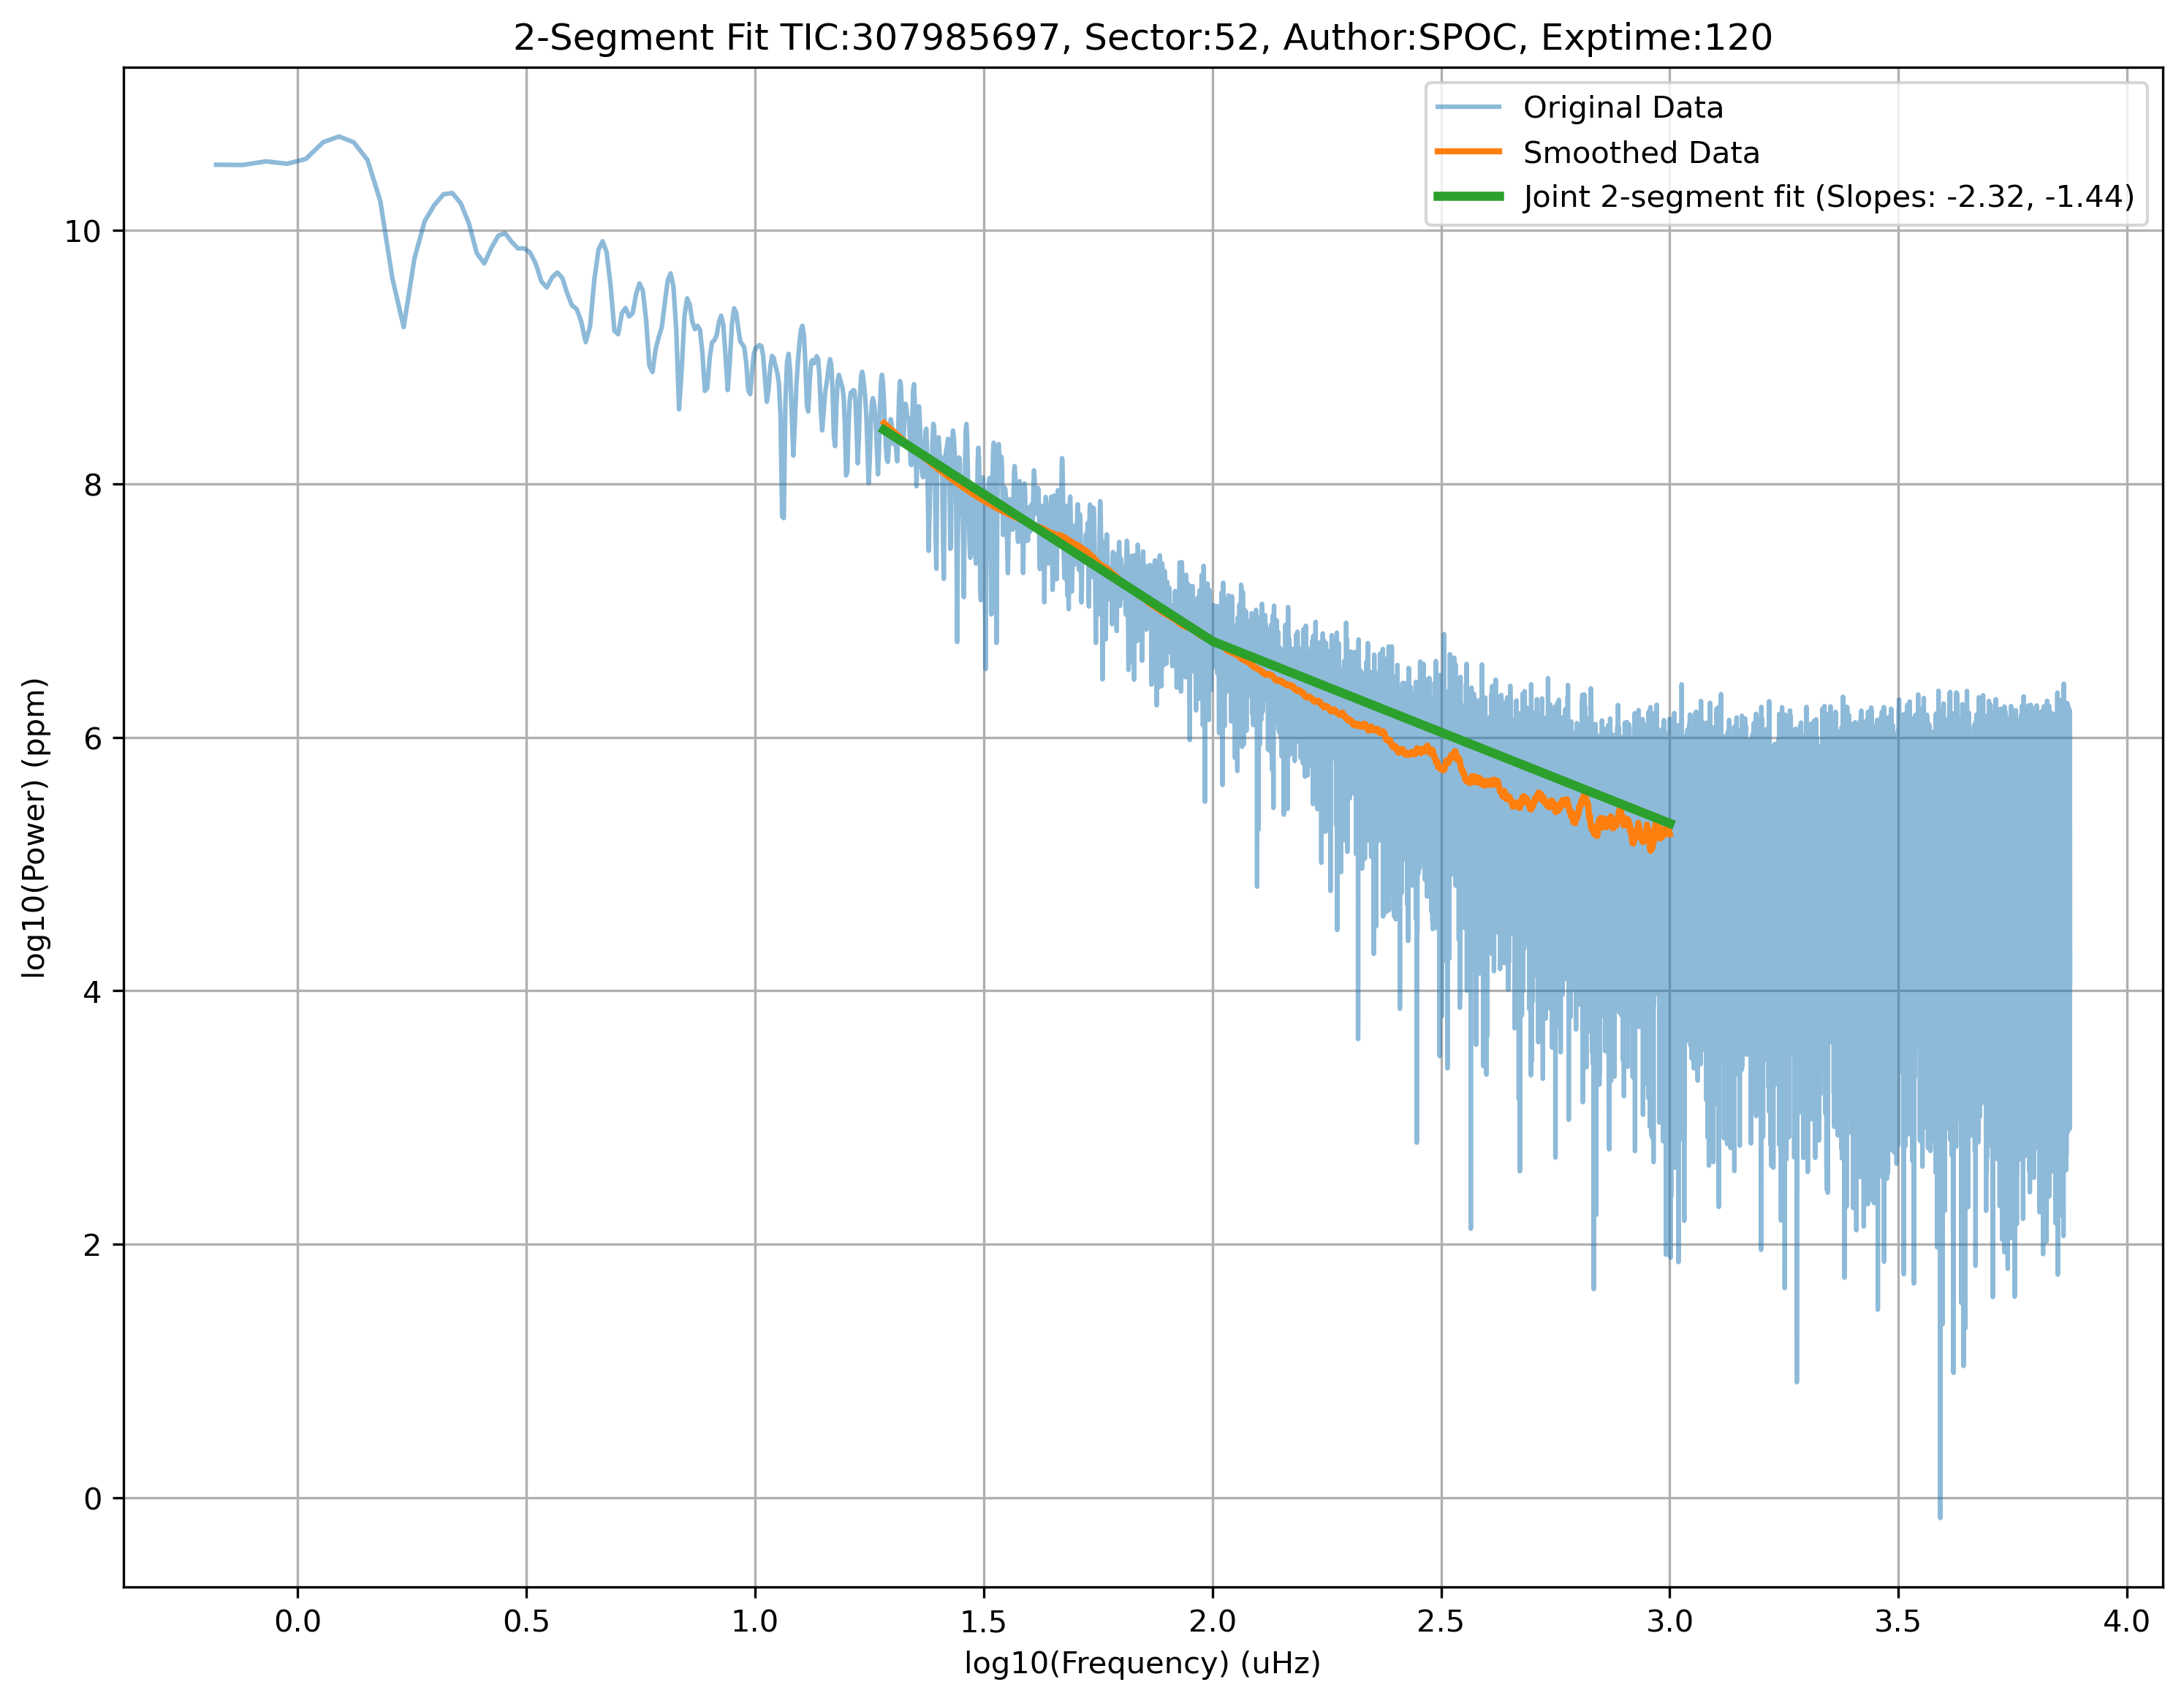 2-Segment Fit TIC:307985697, Sector:52, Author:SPOC, Exptime:120
Original Data
Smoothed Data
Joint 2-segment fit (Slopes: -2.32, -1.44)
log10(Power) (ppm)
10
8
6
4
2
0
0.0 0.5 1.0 1.5 2.0 2.5 3.0 3.5 4.0
log10(Frequency) (uHz)